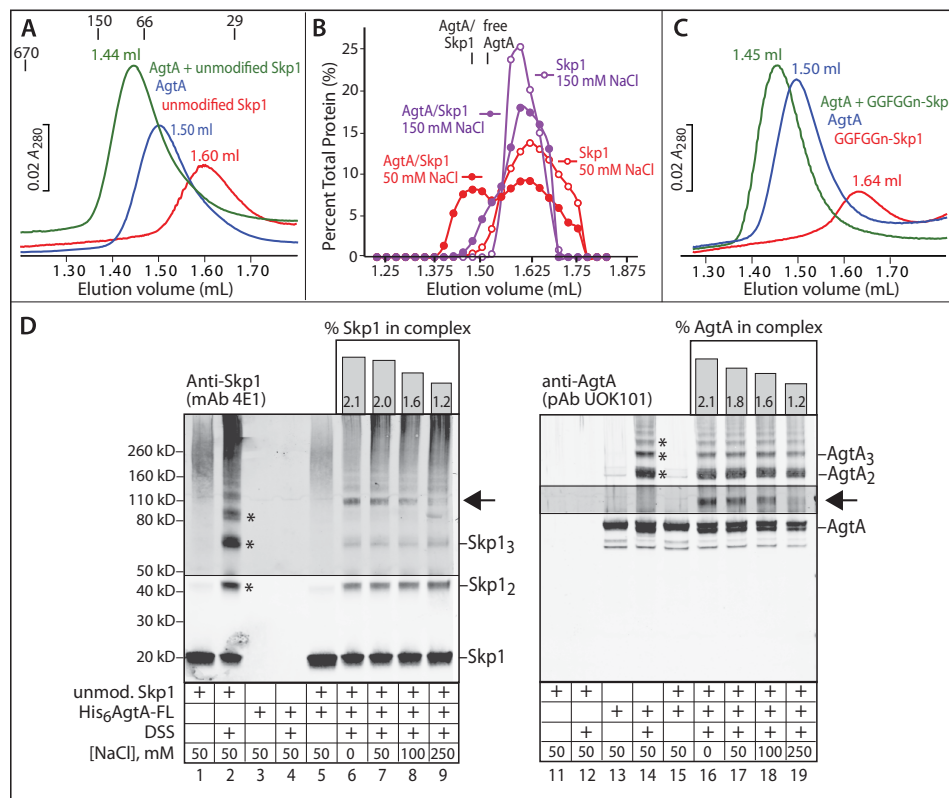 A
150
66
29
670
1.44 ml
AgtA + unmodified Skp1
AgtA
unmodified Skp1
1.50 ml
1.60 ml
0.02 A280
1.30 1.40 1.50 1.60 1.70
Elution volume (mL)
B
AgtA/
Skp1
free
AgtA
Skp1
150 mM NaCl
AgtA/Skp1
150 mM NaCl
AgtA/Skp1
50 mM NaCl
Skp1
50 mM NaCl
Percent Total Protein (%)
25
20
15
10
5
0
1.25 1.375 1.50 1.625 1.75 1.875
Elution volume (mL)
C
1.45 ml
1.50 ml
AgtA + GGFGGn-Skp
AgtA
GGFGGn-Skp1
1.64 ml
0.02 A280
1.30 1.40 1.50 1.60 1.70
Elution volume (mL)
D
% Skp1 in complex
Anti-Skp1
(mAb 4E1)
2.1 2.0 1.6 1.2
260 kD
160 kD
110 kD
80 kD
50 kD
40 kD
30 kD
20 kD
*
*
*
Skp13
Skp12
Skp1
unmod. Skp1 + + + + + + +
His6AgtA-FL + + + + + + +
DSS + + + + + +
[NaCl], mM 50 50 50 50 50 0 50 100 250
1 2 3 4 5 6 7 8 9
% AgtA in complex
anti-AgtA
(pAb UOK101)
2.1 1.8 1.6 1.2
*
*
*
AgtA3
AgtA2
AgtA
+ + + + + + +
+ + + + + + +
+ + + + + +
50 50 50 50 50 0 50 100 250
11 12 13 14 15 16 17 18 19